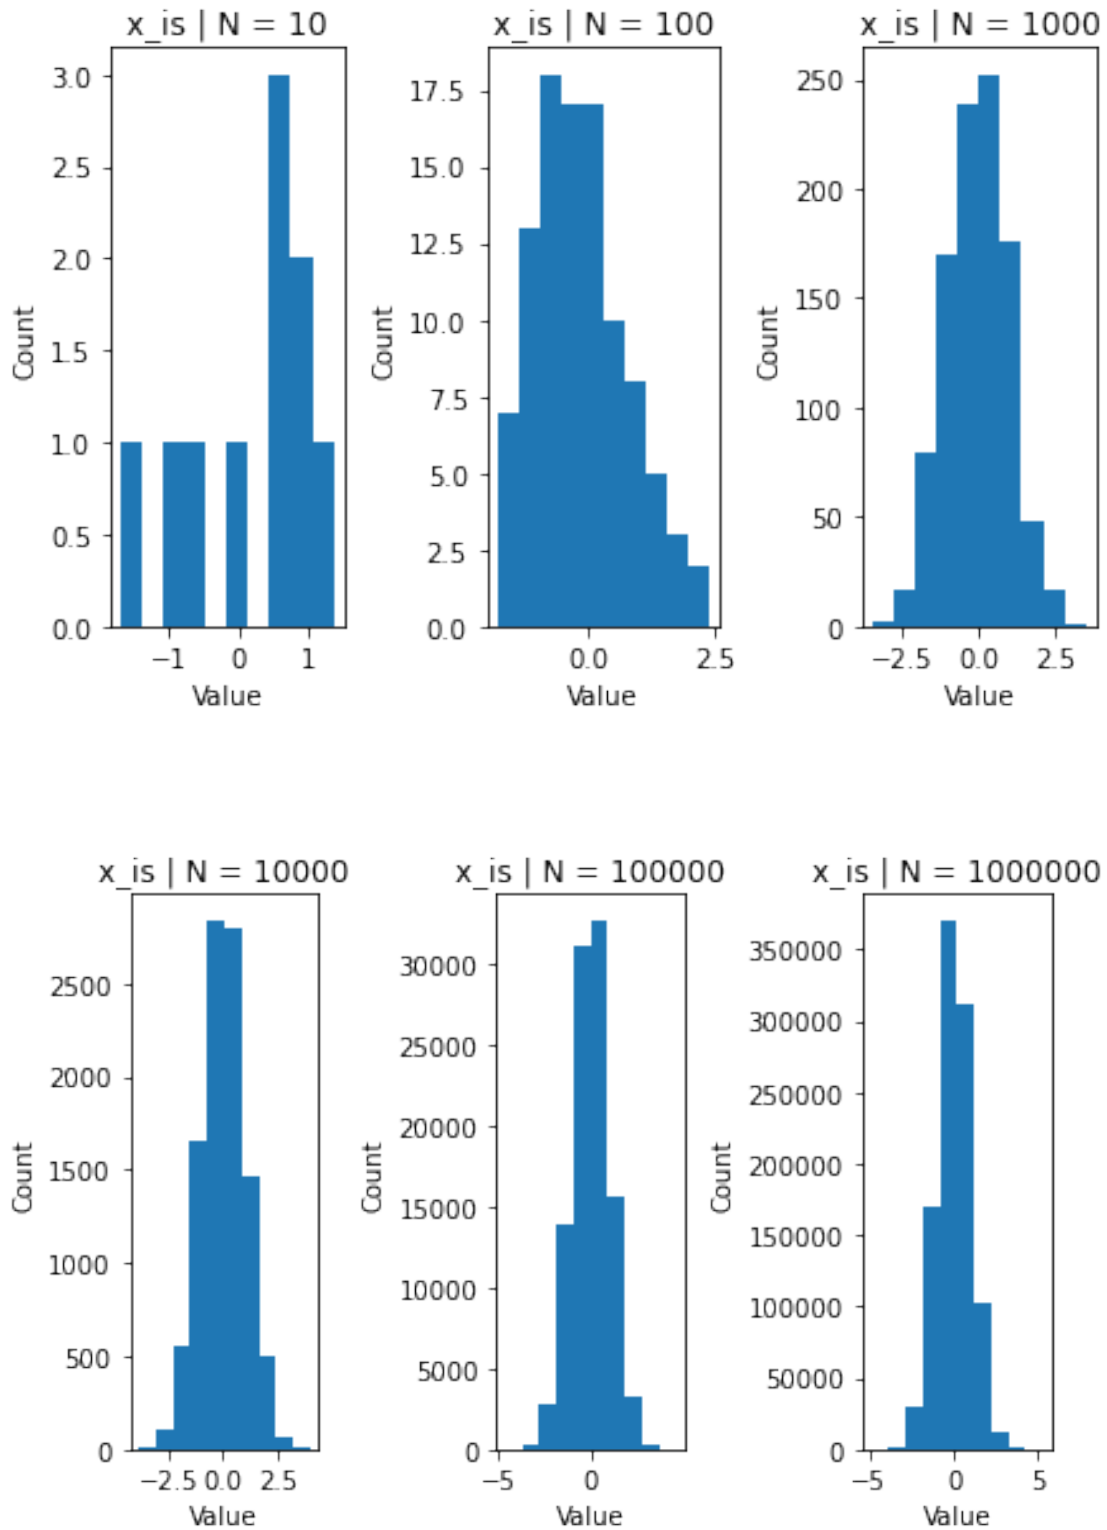 x_is | N = 10
3.0
2.5
2.0
1.5
1.0
0.5
0.0
Count
−1 0 1
Value
x_is | N = 100
17.5
15.0
12.5
10.0
7.5
5.0
2.5
0.0
Count
0.0 2.5
Value
x_is | N = 1000
250
200
150
100
50
0
Count
−2.5 0.0 2.5
Value
x_is | N = 10000
2500
2000
1500
1000
500
0
Count
−2.5 0.0 2.5
Value
x_is | N = 100000
30000
25000
20000
15000
10000
5000
0
Count
−5 0
Value
x_is | N = 1000000
350000
300000
250000
200000
150000
100000
50000
0
Count
−5 0 5
Value